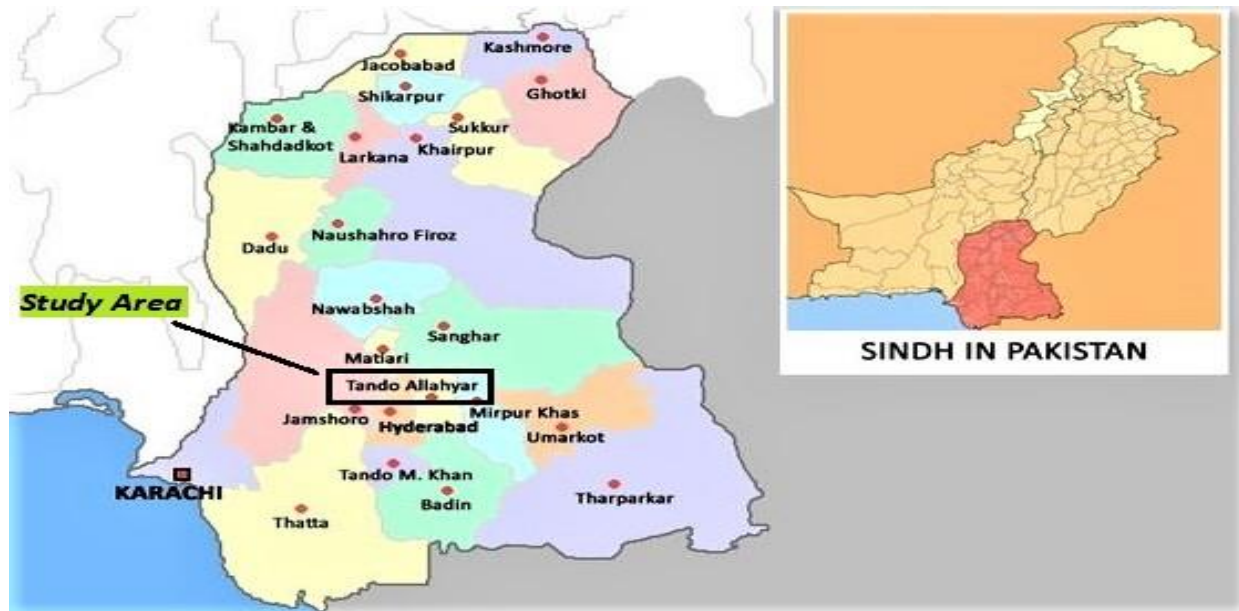 Kashmore
Jacobabad
Shikarpur
Ghotki
Kambar &
Shahdadkot
Sukkur
Larkana
Khairpur
Naushahro Firoz
Dadu
Study Area
Nawabshah
Sanghar
Matiari
Tando Allahyar
Jamshoro
Mirpur Khas
Hyderabad
Umarkot
Tando M. Khan
KARACHI
Badin
Tharparkar
Thatta
SINDH IN PAKISTAN